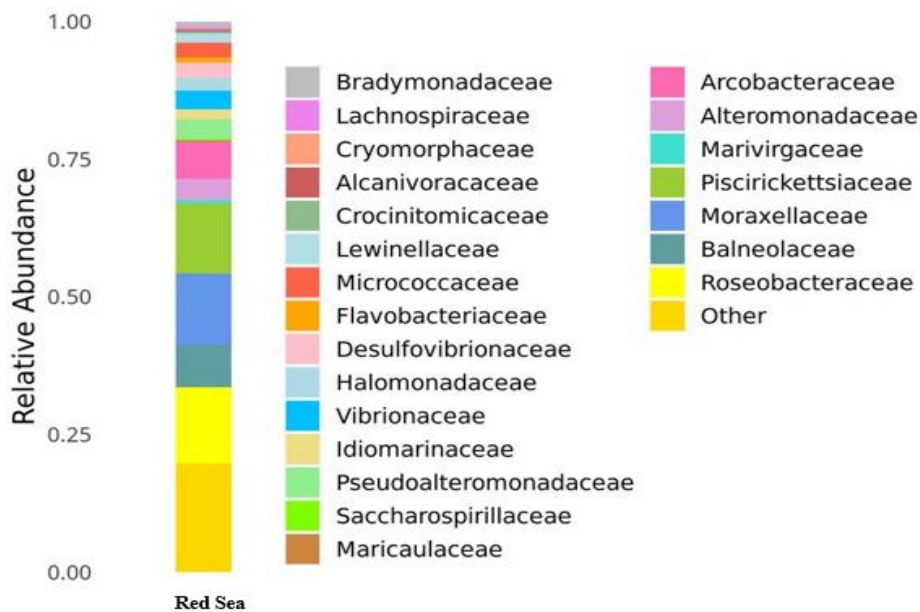 1.00
0.75
0.50
0.25
0.00
Relative Abundance
Red Sea
Bradymonadaceae
Lachnospiraceae
Cryomorphaceae
Alcanivoracaceae
Crocinitomicaceae
Lewinellaceae
Micrococcaceae
Flavobacteriaceae
Desulfovibrionaceae
Halomonadaceae
Vibrionaceae
Idiomarinaceae
Pseudoalteromonadaceae
Saccharospirillaceae
Maricaulaceae
Arcobacteraceae
Alteromonadaceae
Marivirgaceae
Piscirickettsiaceae
Moraxellaceae
Balneolaceae
Roseobacteraceae
Other